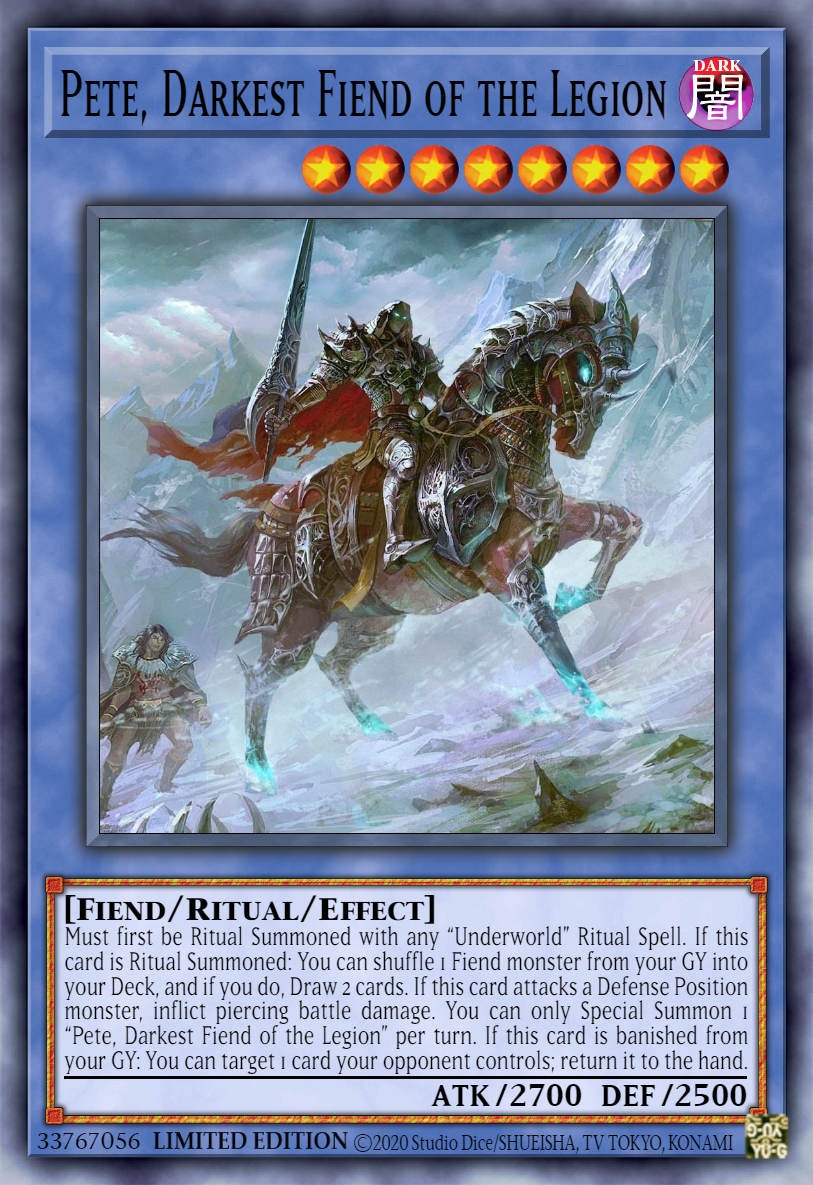 Pete, Darkest Fiend of the Legion
DARK
闇
[Fiend/Ritual/Effect]
Must first be Ritual Summoned with any “Underworld” Ritual Spell. If this
card is Ritual Summoned: You can shuffle 1 Fiend monster from your GY into
your Deck, and if you do, Draw 2 cards. If this card attacks a Defense Position
monster, inflict piercing battle damage. You can only Special Summon 1
“Pete, Darkest Fiend of the Legion” per turn. If this card is banished from
your GY: You can target 1 card your opponent controls; return it to the hand.
ATK/2700 DEF/2500
33767056 LIMITED EDITION ©2020 Studio Dice/SHUEISHA, TV TOKYO, KONAMI